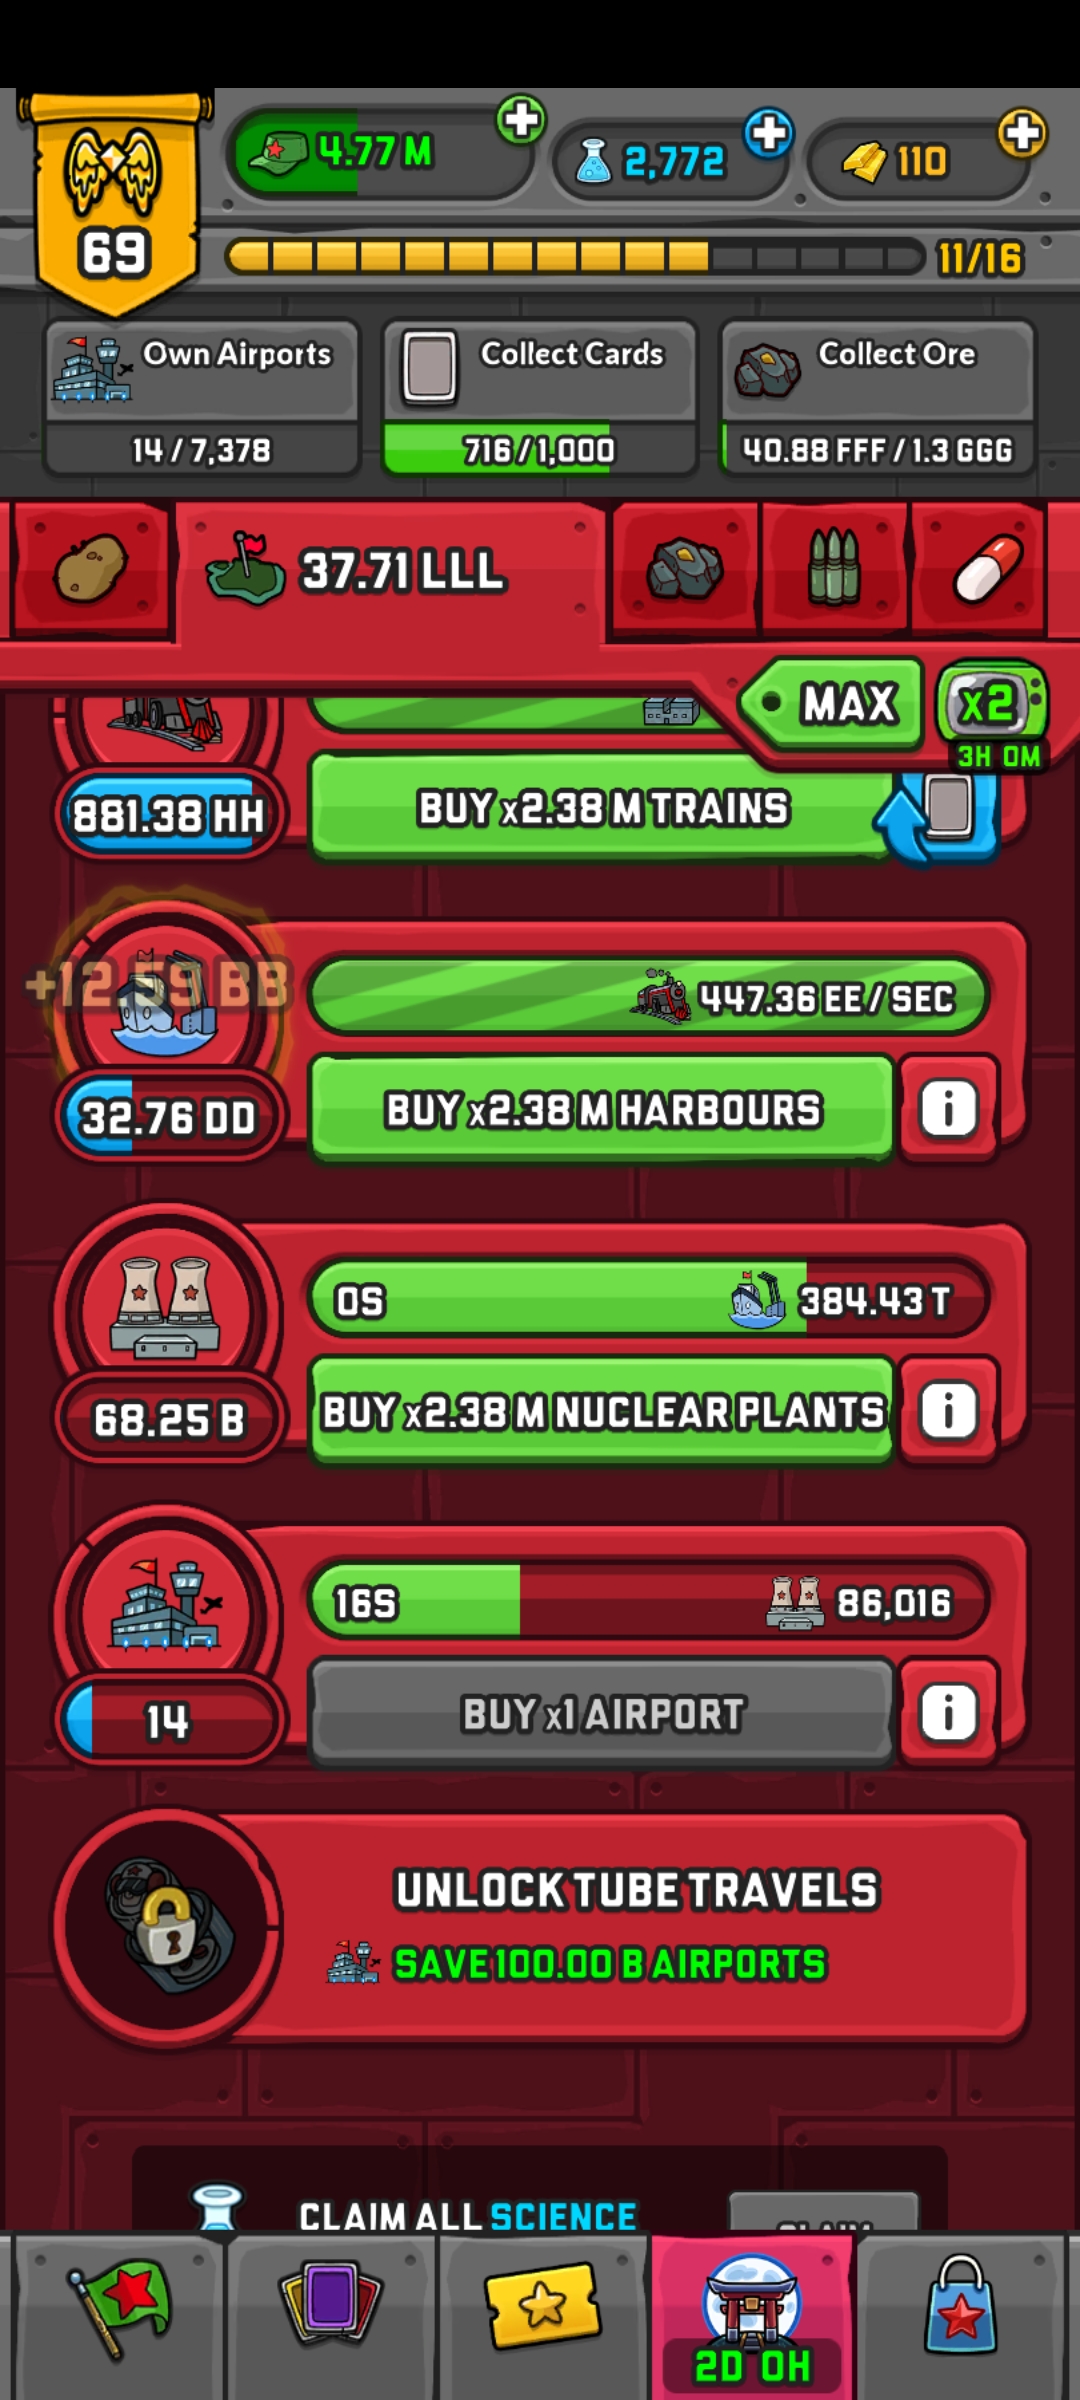 4.77 M
2,772
110
69
11/16
Own Airports
14 / 7,378
Collect Cards
716 / 1,000
Collect Ore
40.88 FFF / 1.3 GGG
37.71 LLL
MAX
x2
3H 0M
881.38 HH
BUY x2.38 M TRAINS
+12.59 BB
447.36 EE / SEC
32.76 DD
BUY x2.38 M HARBOURS
i
0S
384.43 T
68.25 B
BUY x2.38 M NUCLEAR PLANTS
i
16S
86,016
14
BUY x1 AIRPORT
i
UNLOCK TUBE TRAVELS
SAVE 100.00 B AIRPORTS
CLAIM ALL SCIENCE
CLAIM
2D 0H